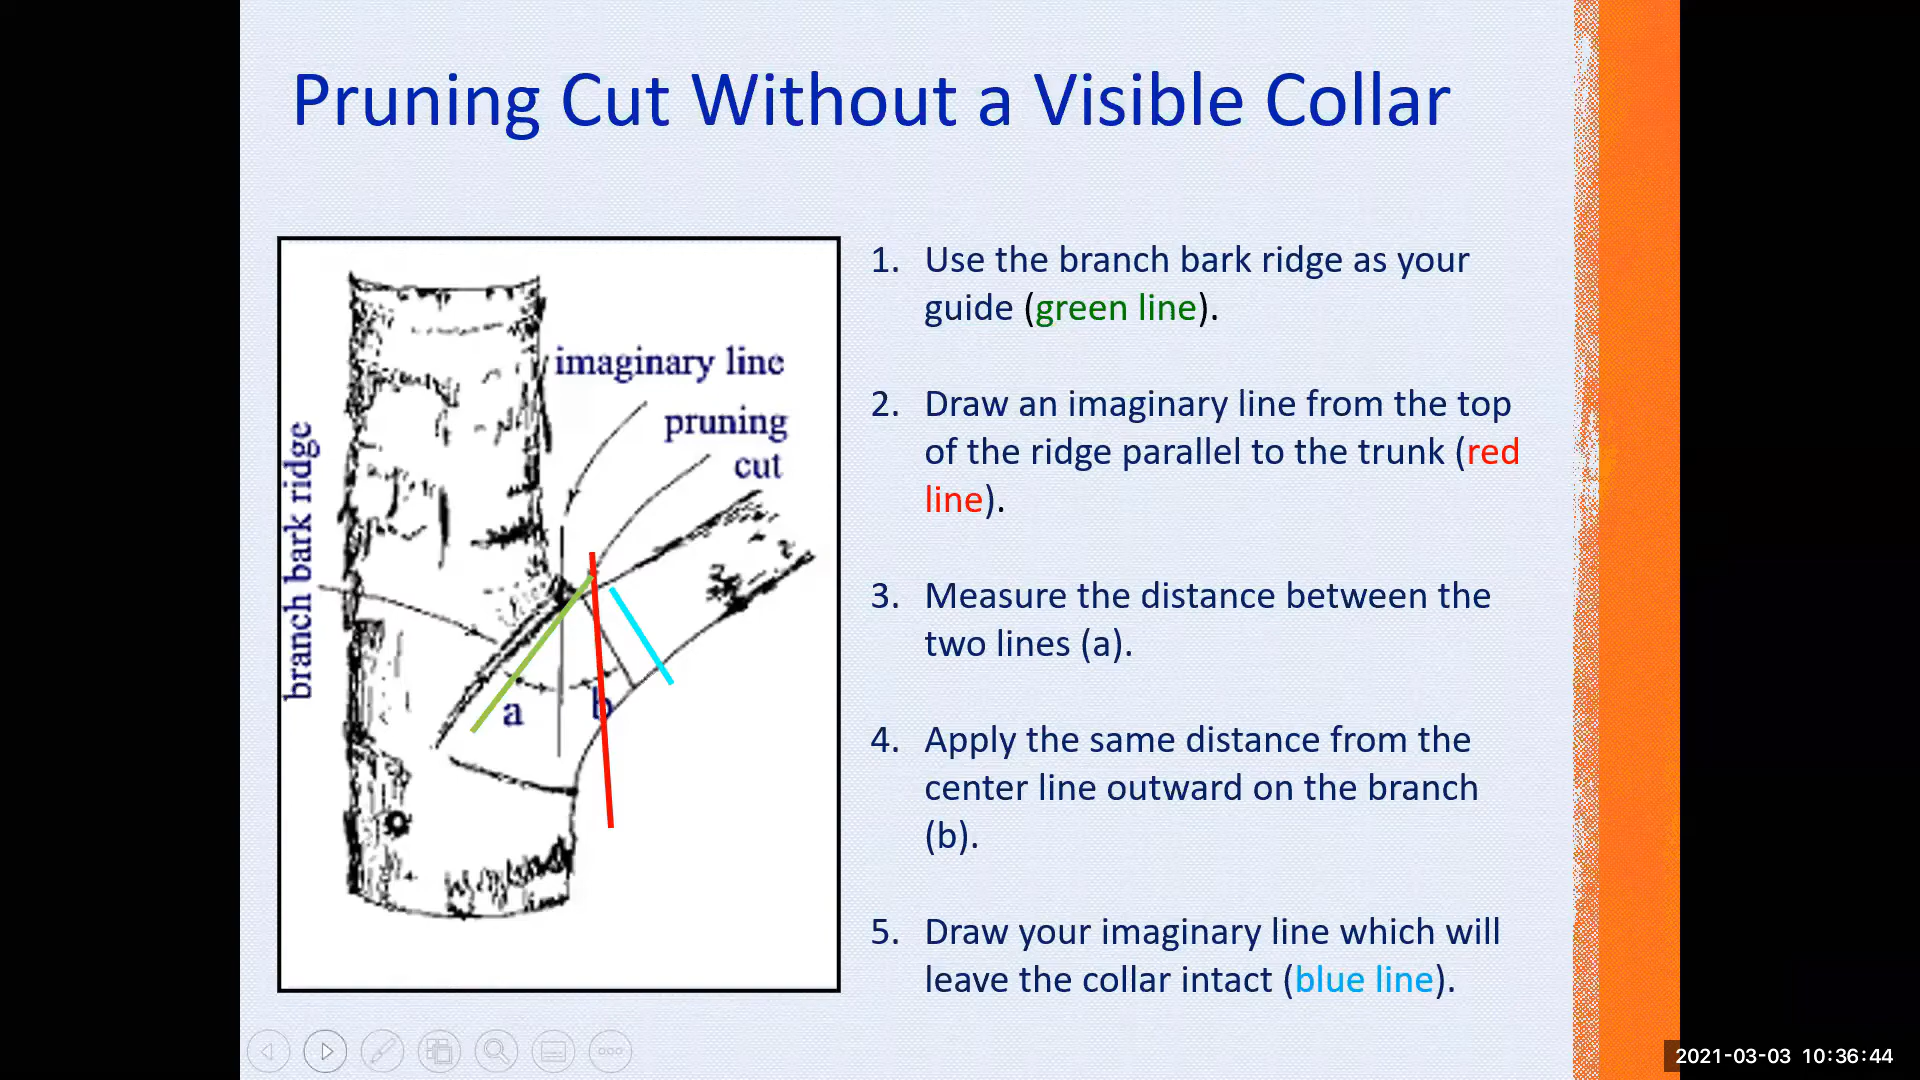 Pruning Cut Without a Visible Collar
imaginary line
pruning
cut
branch bark ridge
a
b
1. Use the branch bark ridge as your
guide (green line).
2. Draw an imaginary line from the top
of the ridge parallel to the trunk (red
line).
3. Measure the distance between the
two lines (a).
4. Apply the same distance from the
center line outward on the branch
(b).
5. Draw your imaginary line which will
leave the collar intact (blue line).
2021-03-03 10:36:44